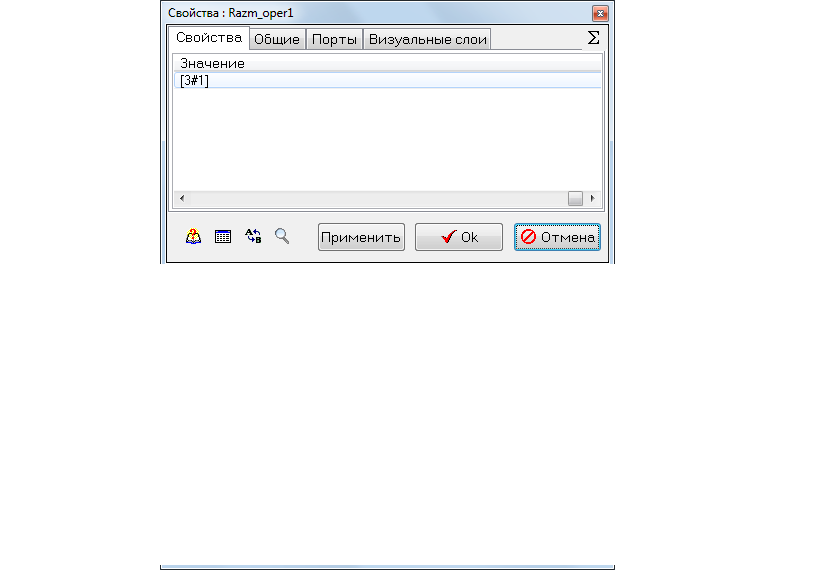 Свойства : Razm_oper1
Свойства Общие Порты Визуальные слои Σ
Значение
[3#1]
Применить Ok Отмена